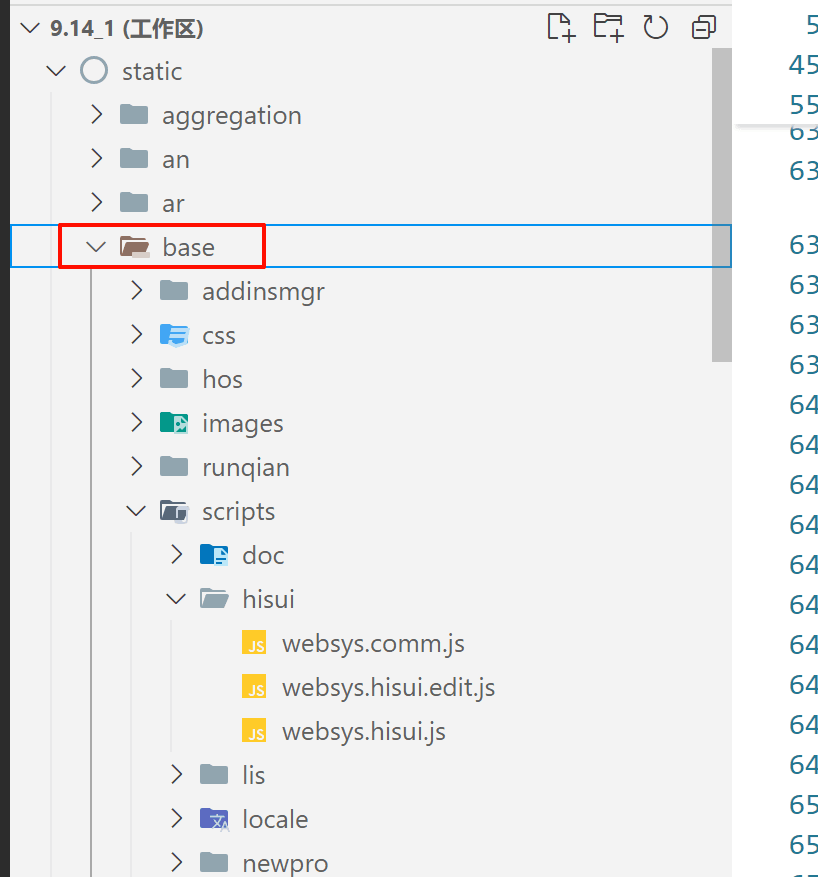 9.14_1 (工作区)
static
aggregation
an
ar
base
addinsmgr
css
hos
images
runqian
scripts
doc
hisui
JS websys.comm.js
JS websys.hisui.edit.js
JS websys.hisui.js
lis
locale
newpro
5
45
55
63
63
63
63
63
63
64
64
64
64
64
64
64
64
64
64
65
65